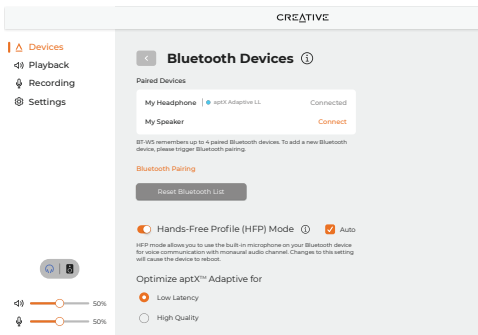 CREATIVE
Devices
Playback
Recording
Settings
50%
50%
Bluetooth Devices
Paired Devices
My Headphone aptX Adaptive LL Connected
My Speaker Connect
BT-W5 remembers up to 4 paired Bluetooth devices. To add a new Bluetooth
device, please trigger Bluetooth pairing.
Bluetooth Pairing
Reset Bluetooth List
Hands-Free Profile (HFP) Mode Auto
HFP mode allows you to use the built-in microphone on your Bluetooth device
for voice communication with monaural audio channel. Changes to this setting
will cause the device to reboot.
Optimize aptX™ Adaptive for
Low Latency
High Quality